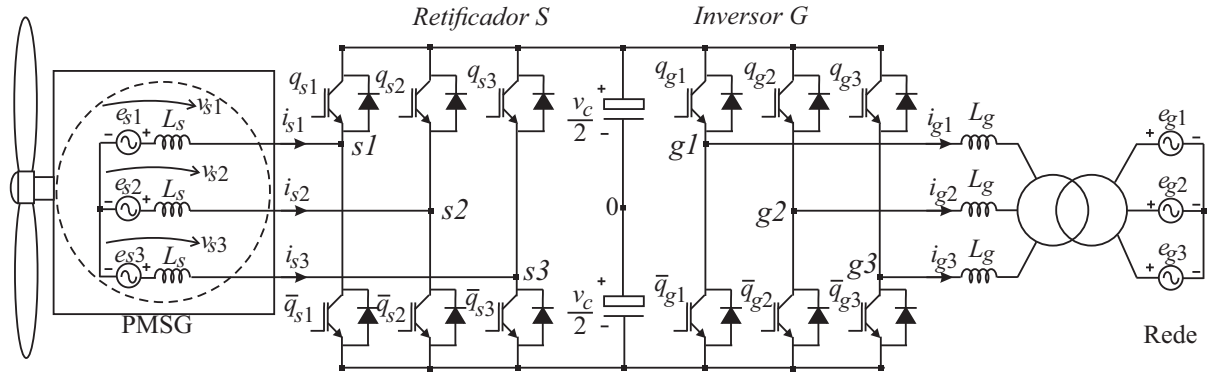 Retificador S
Inversor G
q_s1
q_s2
q_s3
v_c/2
+
−
q_g1
q_g2
q_g3
v_s1
e_s1
L_s
−
+
i_s1
s1
g1
i_g1
L_g
e_g1
+
−
v_s2
e_s2
L_s
−
+
i_s2
s2
0
g2
i_g2
L_g
e_g2
+
−
v_s3
e_s3
L_s
−
+
i_s3
s3
g3
i_g3
L_g
e_g3
+
−
q̅_s1
q̅_s2
q̅_s3
v_c/2
+
−
q̅_g1
q̅_g2
q̅_g3
PMSG
Rede